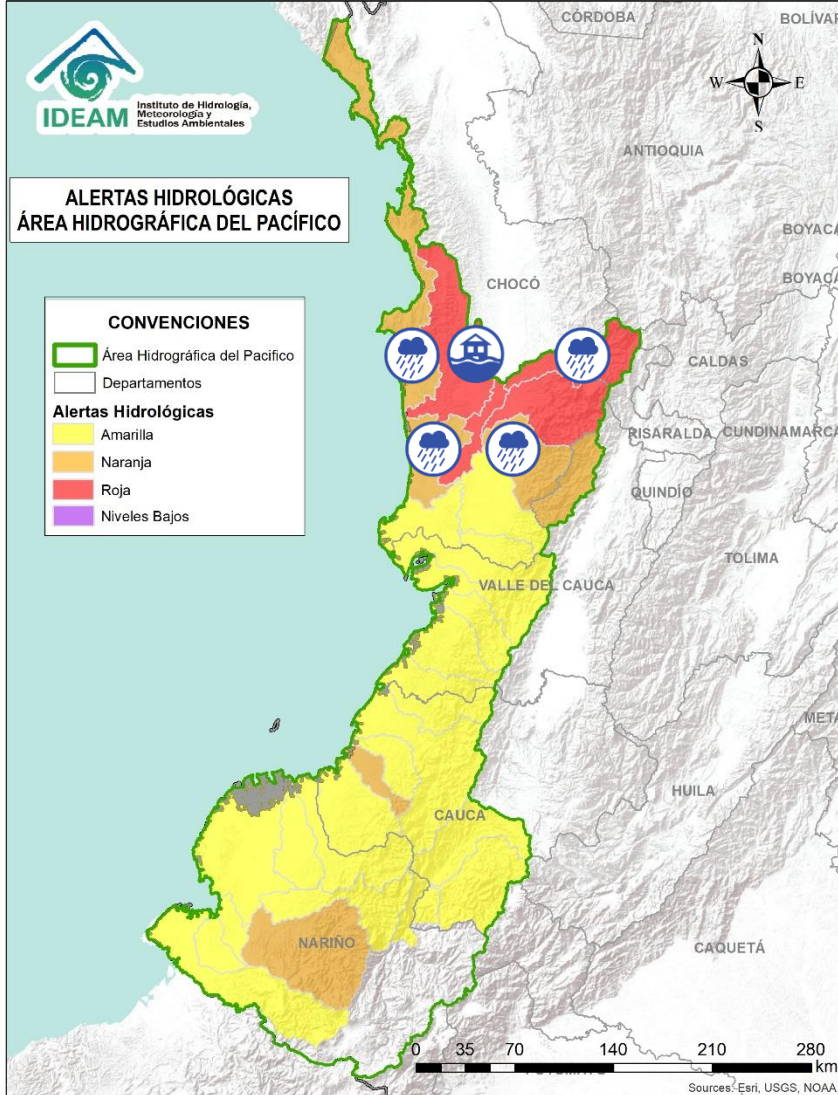 CÓRDOBA
BOLÍVAR
N
W E
S
IDEAM
Instituto de Hidrología,
Meteorología y
Estudios Ambientales
ANTIOQUIA
ALERTAS HIDROLÓGICAS
ÁREA HIDROGRÁFICA DEL PACÍFICO
BOYACÁ
BOYACÁ
CHOCÓ
CONVENCIONES
Área Hidrográfica del Pacifico
Departamentos
Alertas Hidrológicas
Amarilla
Naranja
Roja
Niveles Bajos
CALDAS
RISARALDA
CUNDINAMARCA
QUINDÍO
TOLIMA
VALLE DEL CAUCA
META
HUILA
CAUCA
NARIÑO
CAQUETÁ
0 35 70 140 210 280
km
Sources: Esri, USGS, NOAA